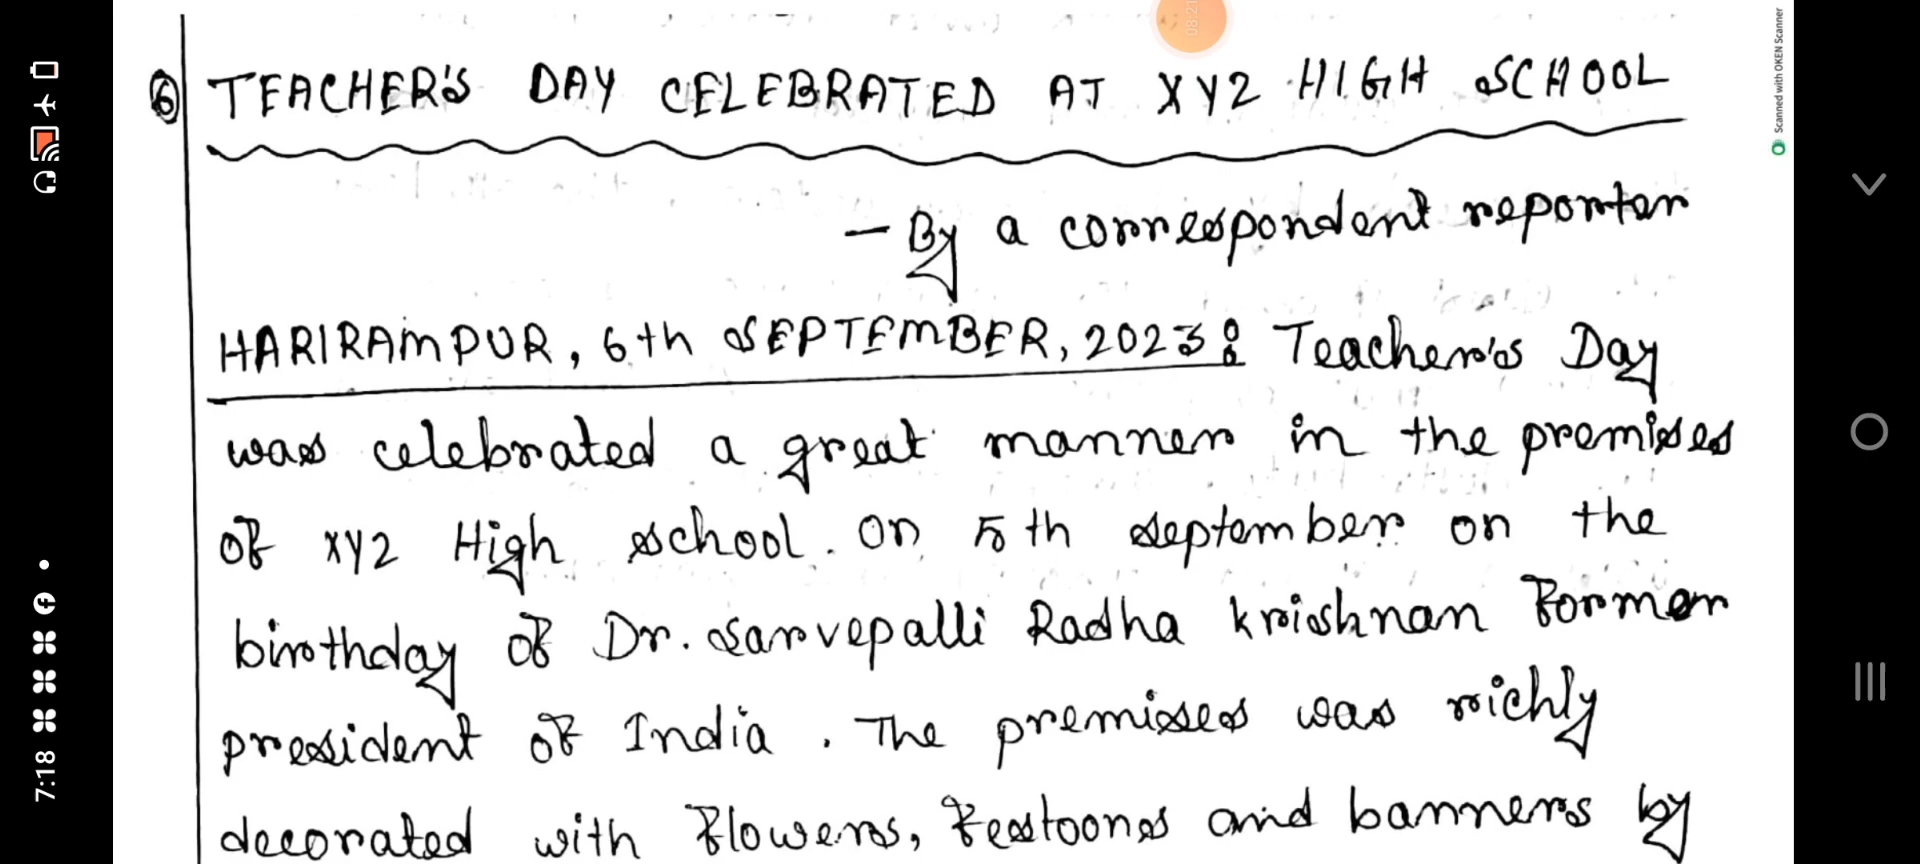 6 TEACHER'S DAY CELEBRATED AT XYZ HIGH SCHOOL
- By a correspondent reporter
HARIRAMPUR, 6th SEPTEMBER, 2023: Teacher's Day
was celebrated a great manner in the premises
of XYZ High school. on 5th september on the
birthday of Dr. Sarvepalli Radha krishnan Former
president of India. The premises was richly
decorated with Flowers, Festoons and banners by
Scanned with OKEN Scanner
08:21
7:18